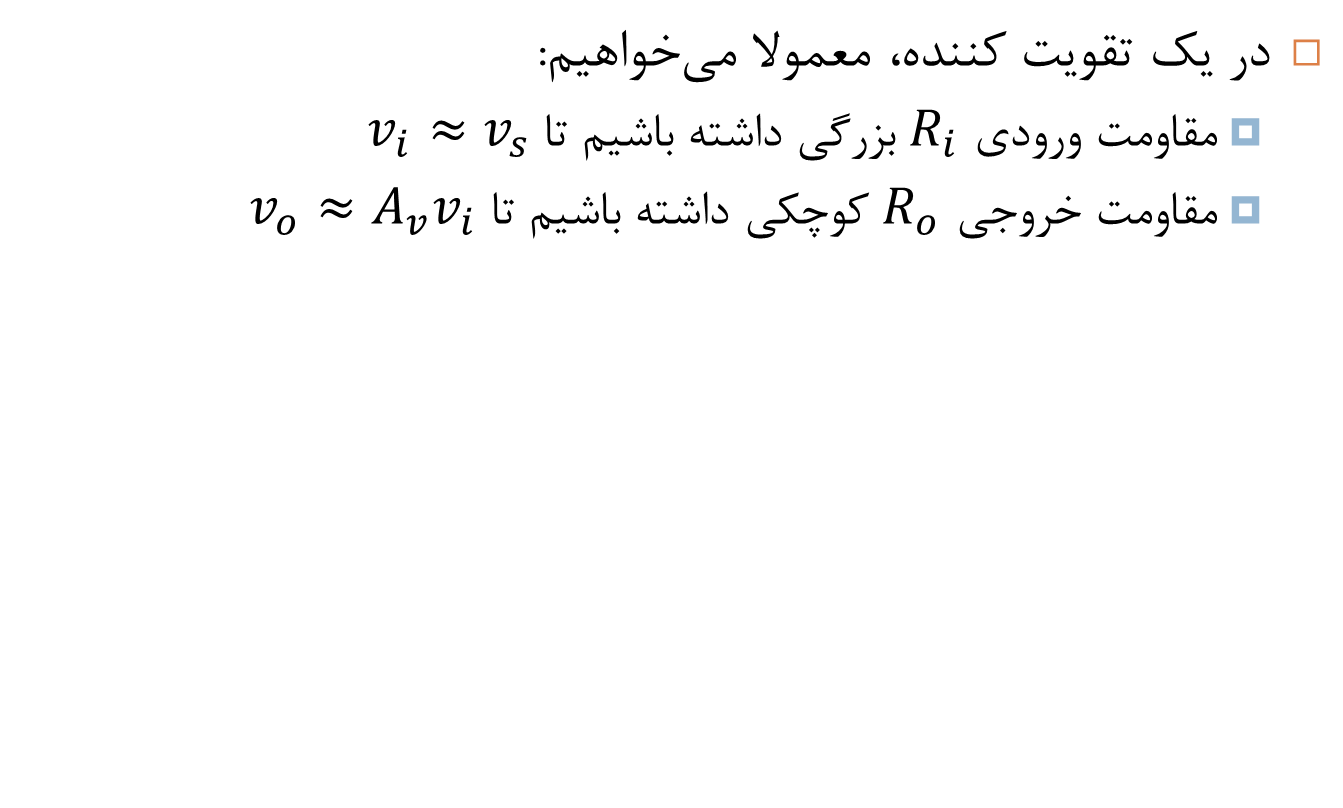 در یک تقویت کننده، معمولا می‌خواهیم:
مقاومت ورودی $R_i$ بزرگی داشته باشیم تا $v_i \approx v_s$
مقاومت خروجی $R_o$ کوچکی داشته باشیم تا $v_o \approx A_v v_i$